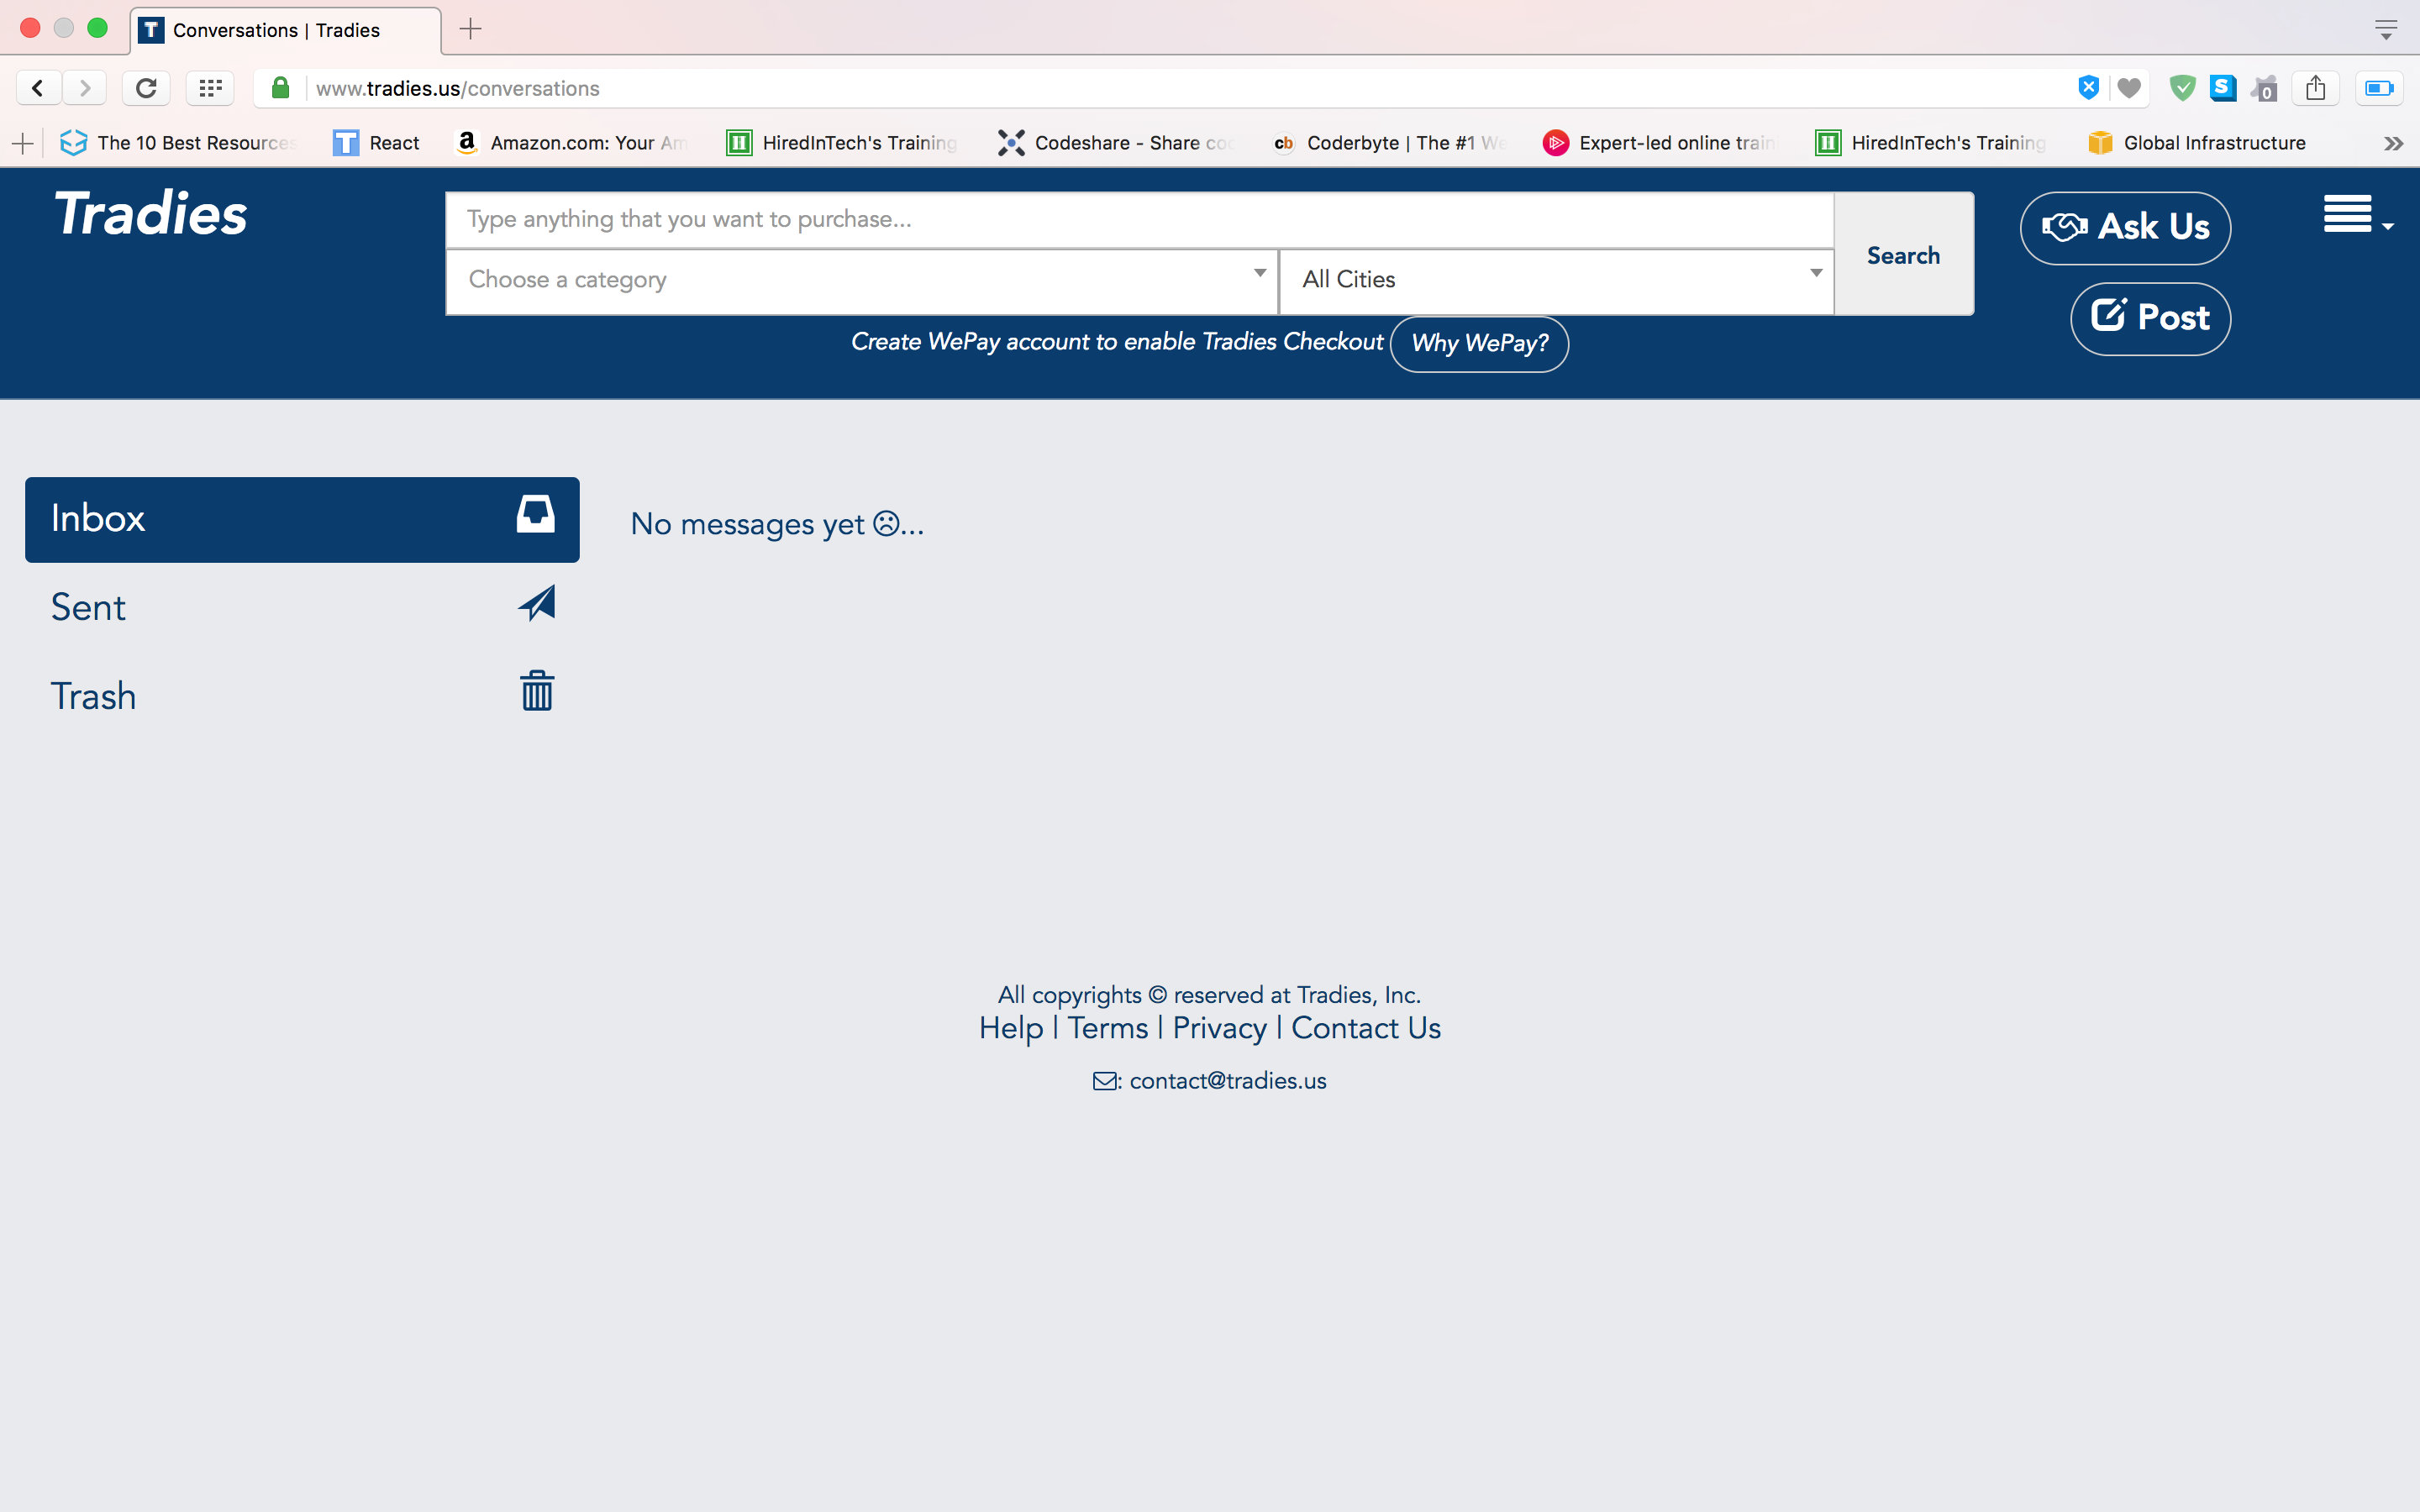 Conversations | Tradies
www.tradies.us/conversations
The 10 Best Resources
React
Amazon.com: Your Am
HiredInTech's Training
Codeshare - Share coc
Coderbyte | The #1 We
Expert-led online train
HiredInTech's Training
Global Infrastructure
Tradies
Type anything that you want to purchase...
Choose a category
All Cities
Search
Ask Us
Post
Create WePay account to enable Tradies Checkout
Why WePay?
Inbox
No messages yet ☹...
Sent
Trash
All copyrights © reserved at Tradies, Inc.
Help | Terms | Privacy | Contact Us
: contact@tradies.us